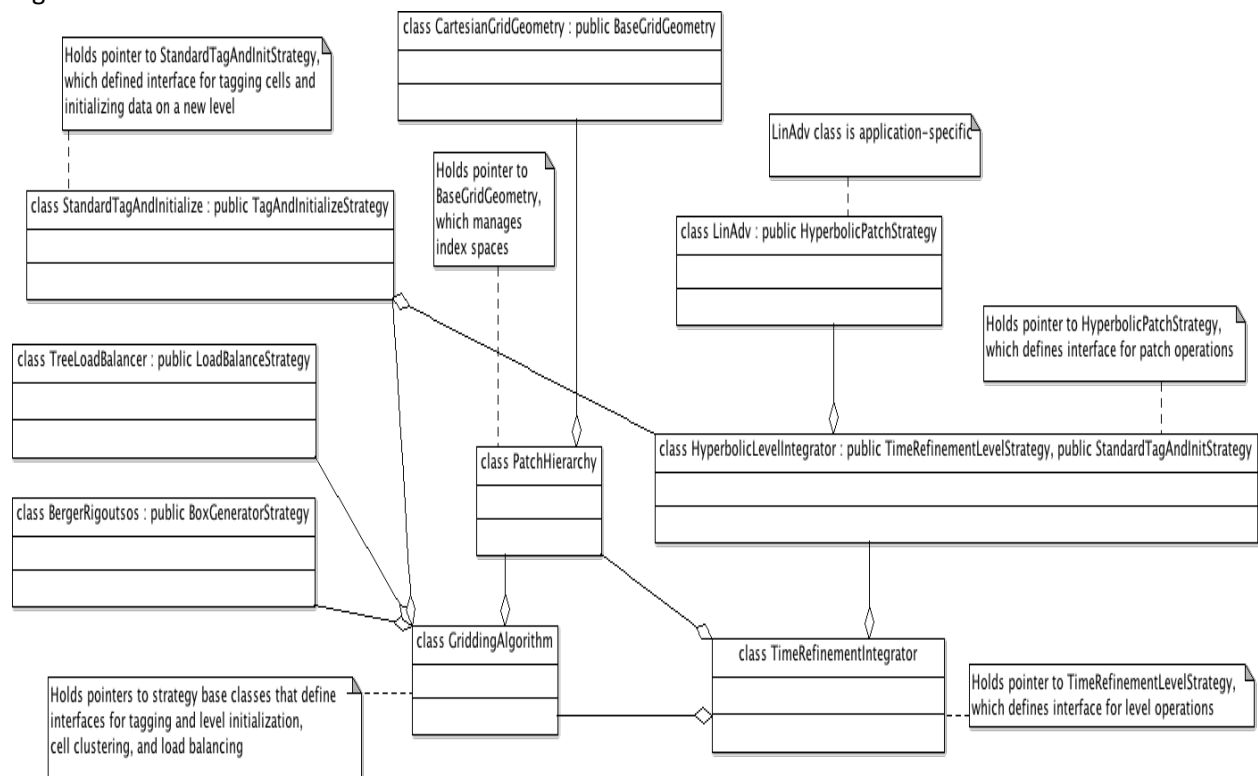 class CartesianGridGeometry : public BaseGridGeometry
Holds pointer to StandardTagAndInitStrategy,
which defined interface for tagging cells and
initializing data on a new level
LinAdv class is application-specific
Holds pointer to
BaseGridGeometry,
which manages
index spaces
class StandardTagAndInitialize : public TagAndInitializeStrategy
class LinAdv : public HyperbolicPatchStrategy
Holds pointer to HyperbolicPatchStrategy,
which defines interface for patch operations
class TreeLoadBalancer : public LoadBalanceStrategy
class PatchHierarchy
class HyperbolicLevelIntegrator : public TimeRefinementLevelStrategy, public StandardTagAndInitStrategy
class BergerRigoutsos : public BoxGeneratorStrategy
class GriddingAlgorithm
class TimeRefinementIntegrator
Holds pointers to strategy base classes that define
interfaces for tagging and level initialization,
cell clustering, and load balancing
Holds pointer to TimeRefinementLevelStrategy,
which defines interface for level operations